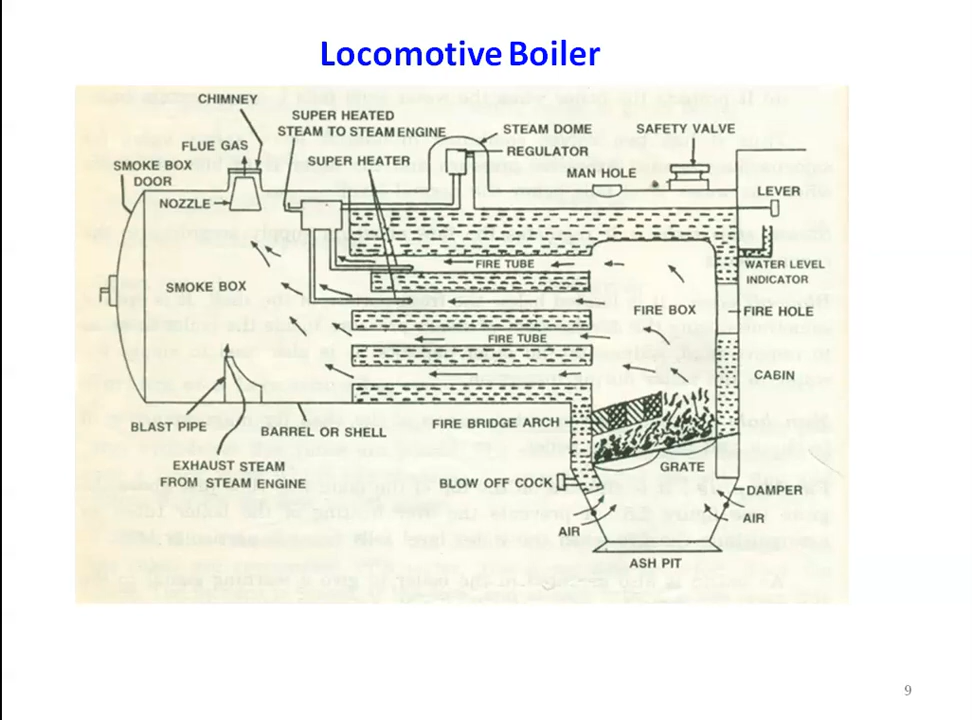 Locomotive Boiler
CHIMNEY
SUPER HEATED
STEAM TO STEAM ENGINE
STEAM DOME
SAFETY VALVE
FLUE GAS
REGULATOR
SMOKE BOX
DOOR
SUPER HEATER
MAN HOLE
LEVER
NOZZLE
FIRE TUBE
WATER LEVEL
INDICATOR
SMOKE BOX
FIRE BOX
FIRE HOLE
FIRE TUBE
CABIN
BLAST PIPE
BARREL OR SHELL
FIRE BRIDGE ARCH
EXHAUST STEAM
FROM STEAM ENGINE
GRATE
BLOW OFF COCK
DAMPER
AIR
AIR
ASH PIT
9